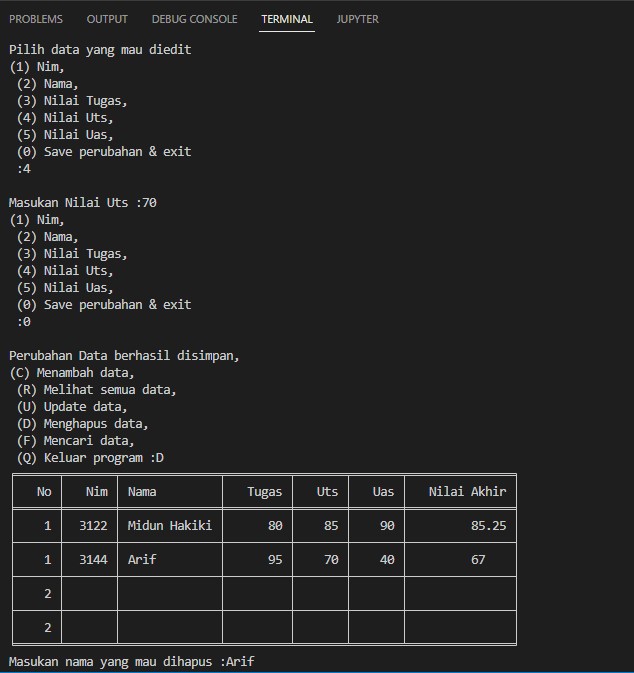 PROBLEMS OUTPUT DEBUG CONSOLE TERMINAL JUPYTER
Pilih data yang mau diedit
(1) Nim,
(2) Nama,
(3) Nilai Tugas,
(4) Nilai Uts,
(5) Nilai Uas,
(0) Save perubahan & exit
:4
Masukan Nilai Uts :70
(1) Nim,
(2) Nama,
(3) Nilai Tugas,
(4) Nilai Uts,
(5) Nilai Uas,
(0) Save perubahan & exit
:0
Perubahan Data berhasil disimpan,
(C) Menambah data,
(R) Melihat semua data,
(U) Update data,
(D) Menghapus data,
(F) Mencari data,
(Q) Keluar program :D
No Nim Nama Tugas Uts Uas Nilai Akhir
1 3122 Midun Hakiki 80 85 90 85.25
1 3144 Arif 95 70 40 67
2
2
Masukan nama yang mau dihapus :Arif